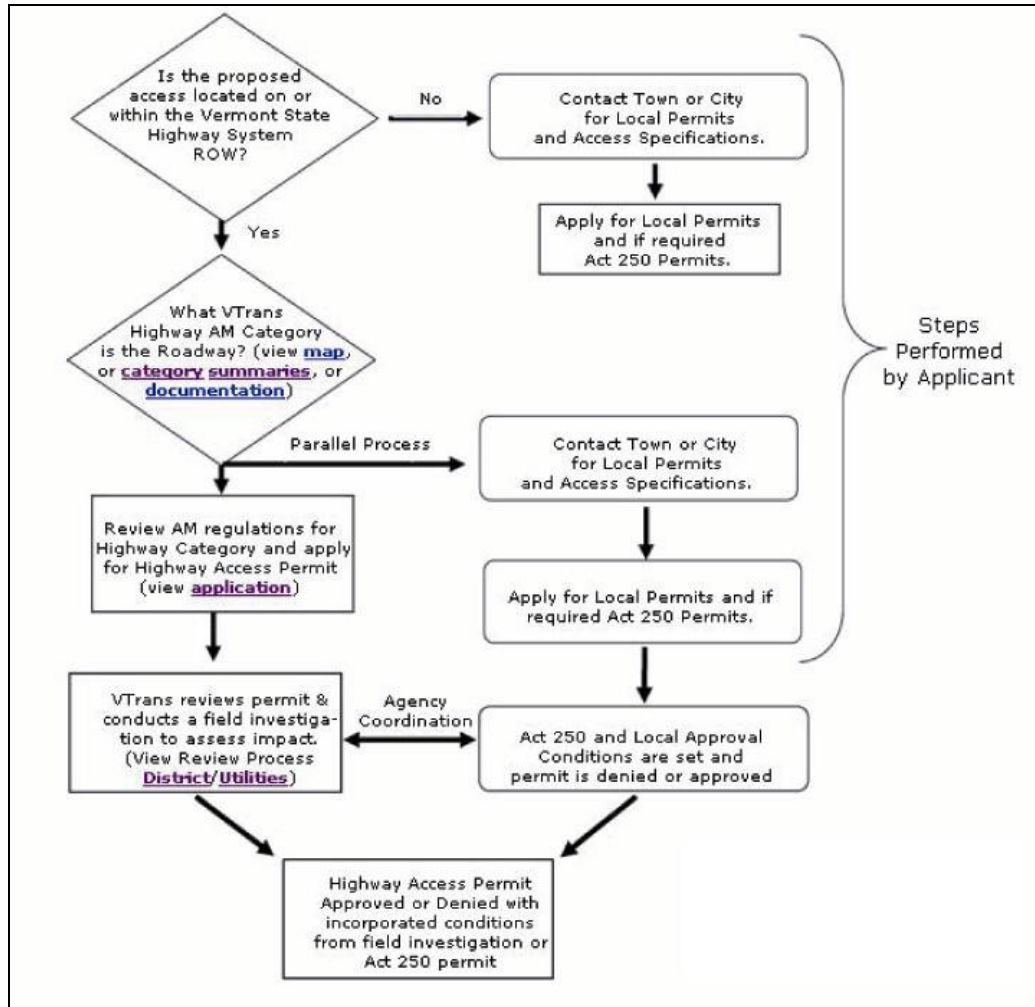 Is the proposed
access located on or
within the Vermont State
Highway System
ROW?
No
Contact Town or City
for Local Permits
and Access Specifications.
Apply for Local Permits
and if required
Act 250 Permits.
Yes
What VTrans
Highway AM Category
is the Roadway? (view map,
or category summaries, or
documentation)
Steps
Performed
by Applicant
Parallel Process
Contact Town or City
for Local Permits
and Access Specifications.
Review AM regulations for
Highway Category and apply
for Highway Access Permit
(view application)
Apply for Local Permits and if
required Act 250 Permits.
VTrans reviews permit &
conducts a field investiga-
tion to assess impact.
(View Review Process
District/Utilities)
Agency
Coordination
Act 250 and Local Approval
Conditions are set and
permit is denied or approved
Highway Access Permit
Approved or Denied with
incorporated conditions
from field investigation or
Act 250 permit